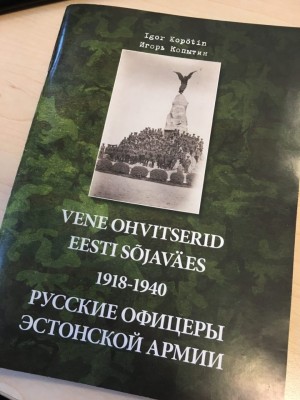 Igor Kopõtin
Игорь Копытин
VENE OHVITSERID
EESTI SÕJAVÄES
1918-1940
РУССКИЕ ОФИЦЕРЫ
ЭСТОНСКОЙ АРМИИ